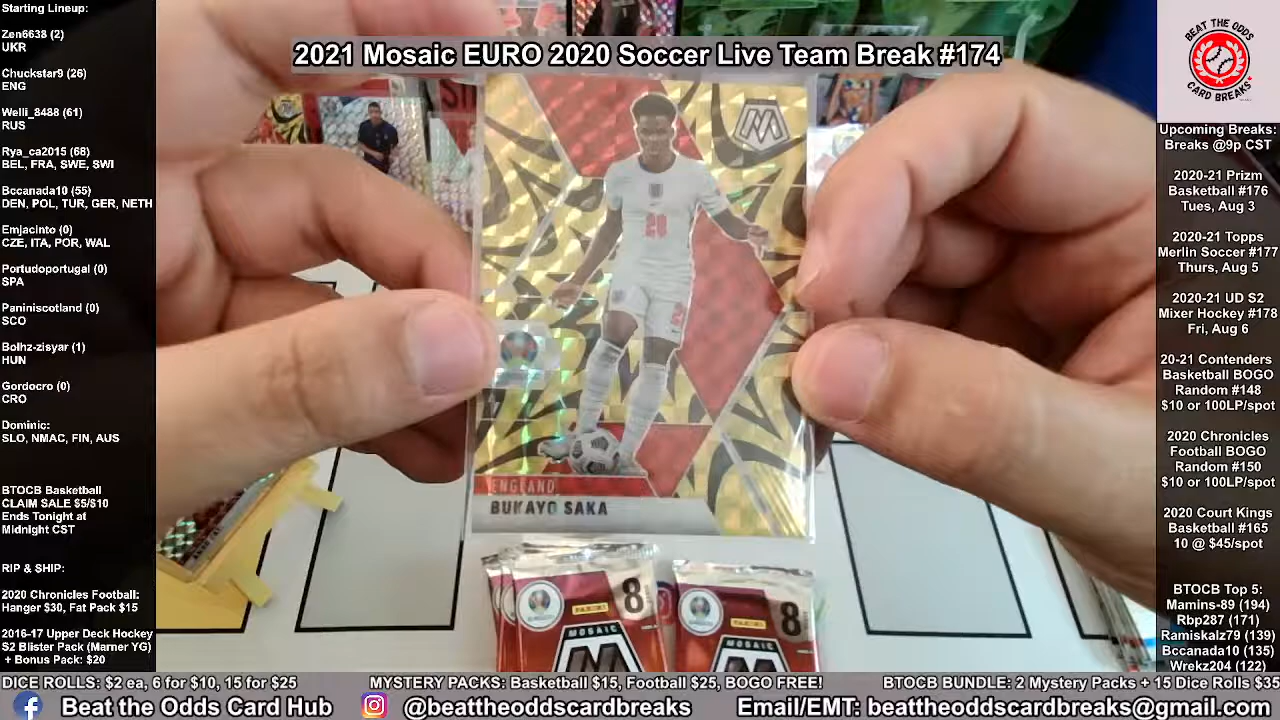 Starting Lineup:
Zen6638 (2)
UKR
Chuckstar9 (26)
ENG
Welli_8488 (61)
RUS
Rya_ca2015 (68)
BEL, FRA, SWE, SWI
Bccanada10 (55)
DEN, POL, TUR, GER, NETH
Emjacinto (0)
CZE, ITA, POR, WAL
Portudoportugal (0)
SPA
Paniniscotland (0)
SCO
Bolhz-zisyar (1)
HUN
Gordocro (0)
CRO
Dominic:
SLO, NMAC, FIN, AUS
BTOCB Basketball
CLAIM SALE $5/$10
Ends Tonight at
Midnight CST
RIP & SHIP:
2020 Chronicles Football:
Hanger $30, Fat Pack $15
2016-17 Upper Deck Hockey
S2 Blster Pack (Marner YG)
+ Bonus Pack: $20
2021 Mosaic EURO 2020 Soccer Live Team Break #174
20
ENGLAND
BUKAYO SAKA
8
PANINI
MOSAIC
8
PANINI
MOSAIC
BEAT THE ODDS
CARD BREAKS
Upcoming Breaks:
Breaks @9p CST
2020-21 Prizm
Basketball #176
Tues, Aug 3
2020-21 Topps
Merlin Soccer #177
Thurs, Aug 5
2020-21 UD S2
Mixer Hockey #178
Fri, Aug 6
20-21 Contenders
Basketball BOGO
Random #148
$10 or 100LP/spot
2020 Chronicles
Football BOGO
Random #150
$10 or 100LP/spot
2020 Court Kings
Basketball #165
10 @ $45/spot
BTOCB Top 5:
Mamins-89 (194)
Rbp287 (171)
Ramiskalz79 (139)
Bccanada10 (135)
Wrekz204 (122)
DICE ROLLS: $2 ea, 6 for $10, 15 for $25
MYSTERY PACKS: Basketball $15, Football $25, BOGO FREE!
BTOCB BUNDLE: 2 Mystery Packs + 15 Dice Rolls $35
Beat the Odds Card Hub
@beattheoddscardbreaks
Email/EMT: beattheoddscardbreaks@gmail.com